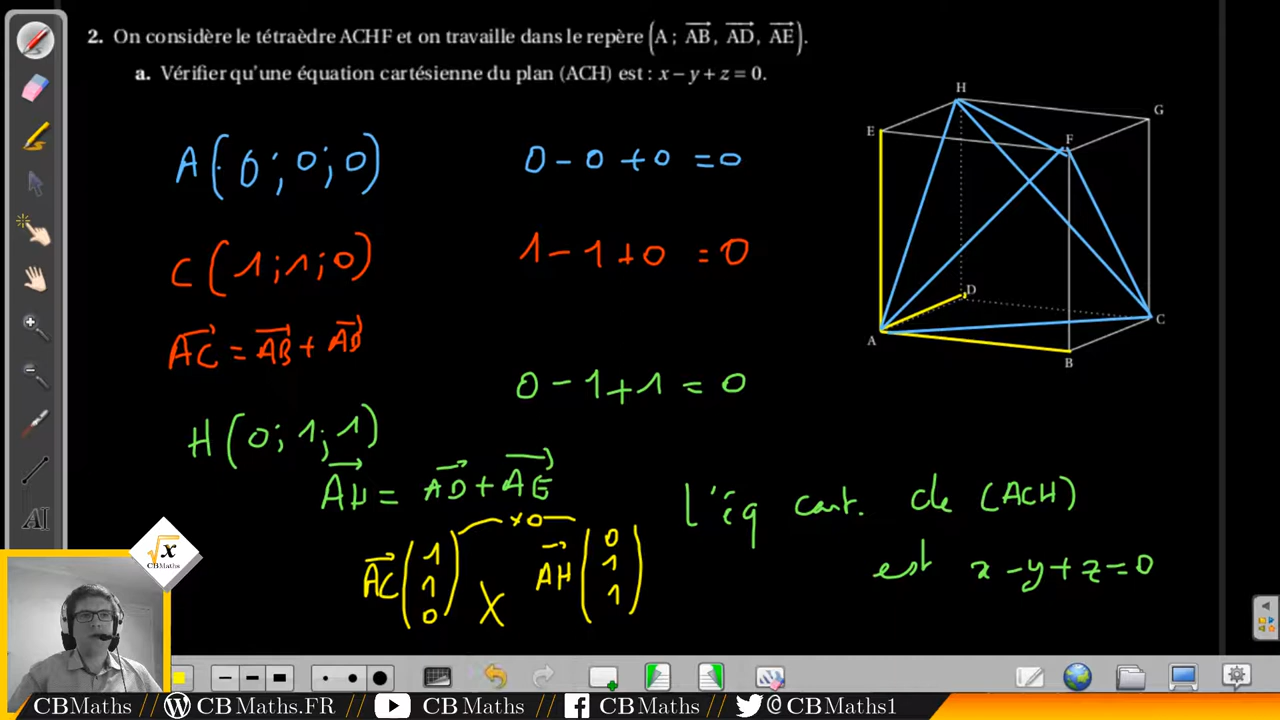 2. On considère le tétraèdre ACHF et on travaille dans le repère (A ; AB, AD, AE).
a. Vérifier qu'une équation cartésienne du plan (ACH) est : x − y + z = 0.
A (0 ; 0 ; 0)
0 − 0 + 0 = 0
C (1 ; 1 ; 0)
1 − 1 + 0 = 0
AC = AB + AD
0 − 1 + 1 = 0
H (0 ; 1 ; 1)
AH = AD + AE
×0
AC (1 1 0) X AH (0 1 1)
l'éq cart. de (ACH)
est x − y + z = 0
H
G
E
F
D
C
A
B
AI
√x
CBMaths
CBMaths CBMaths.FR CBMaths CBMaths @CBMaths1